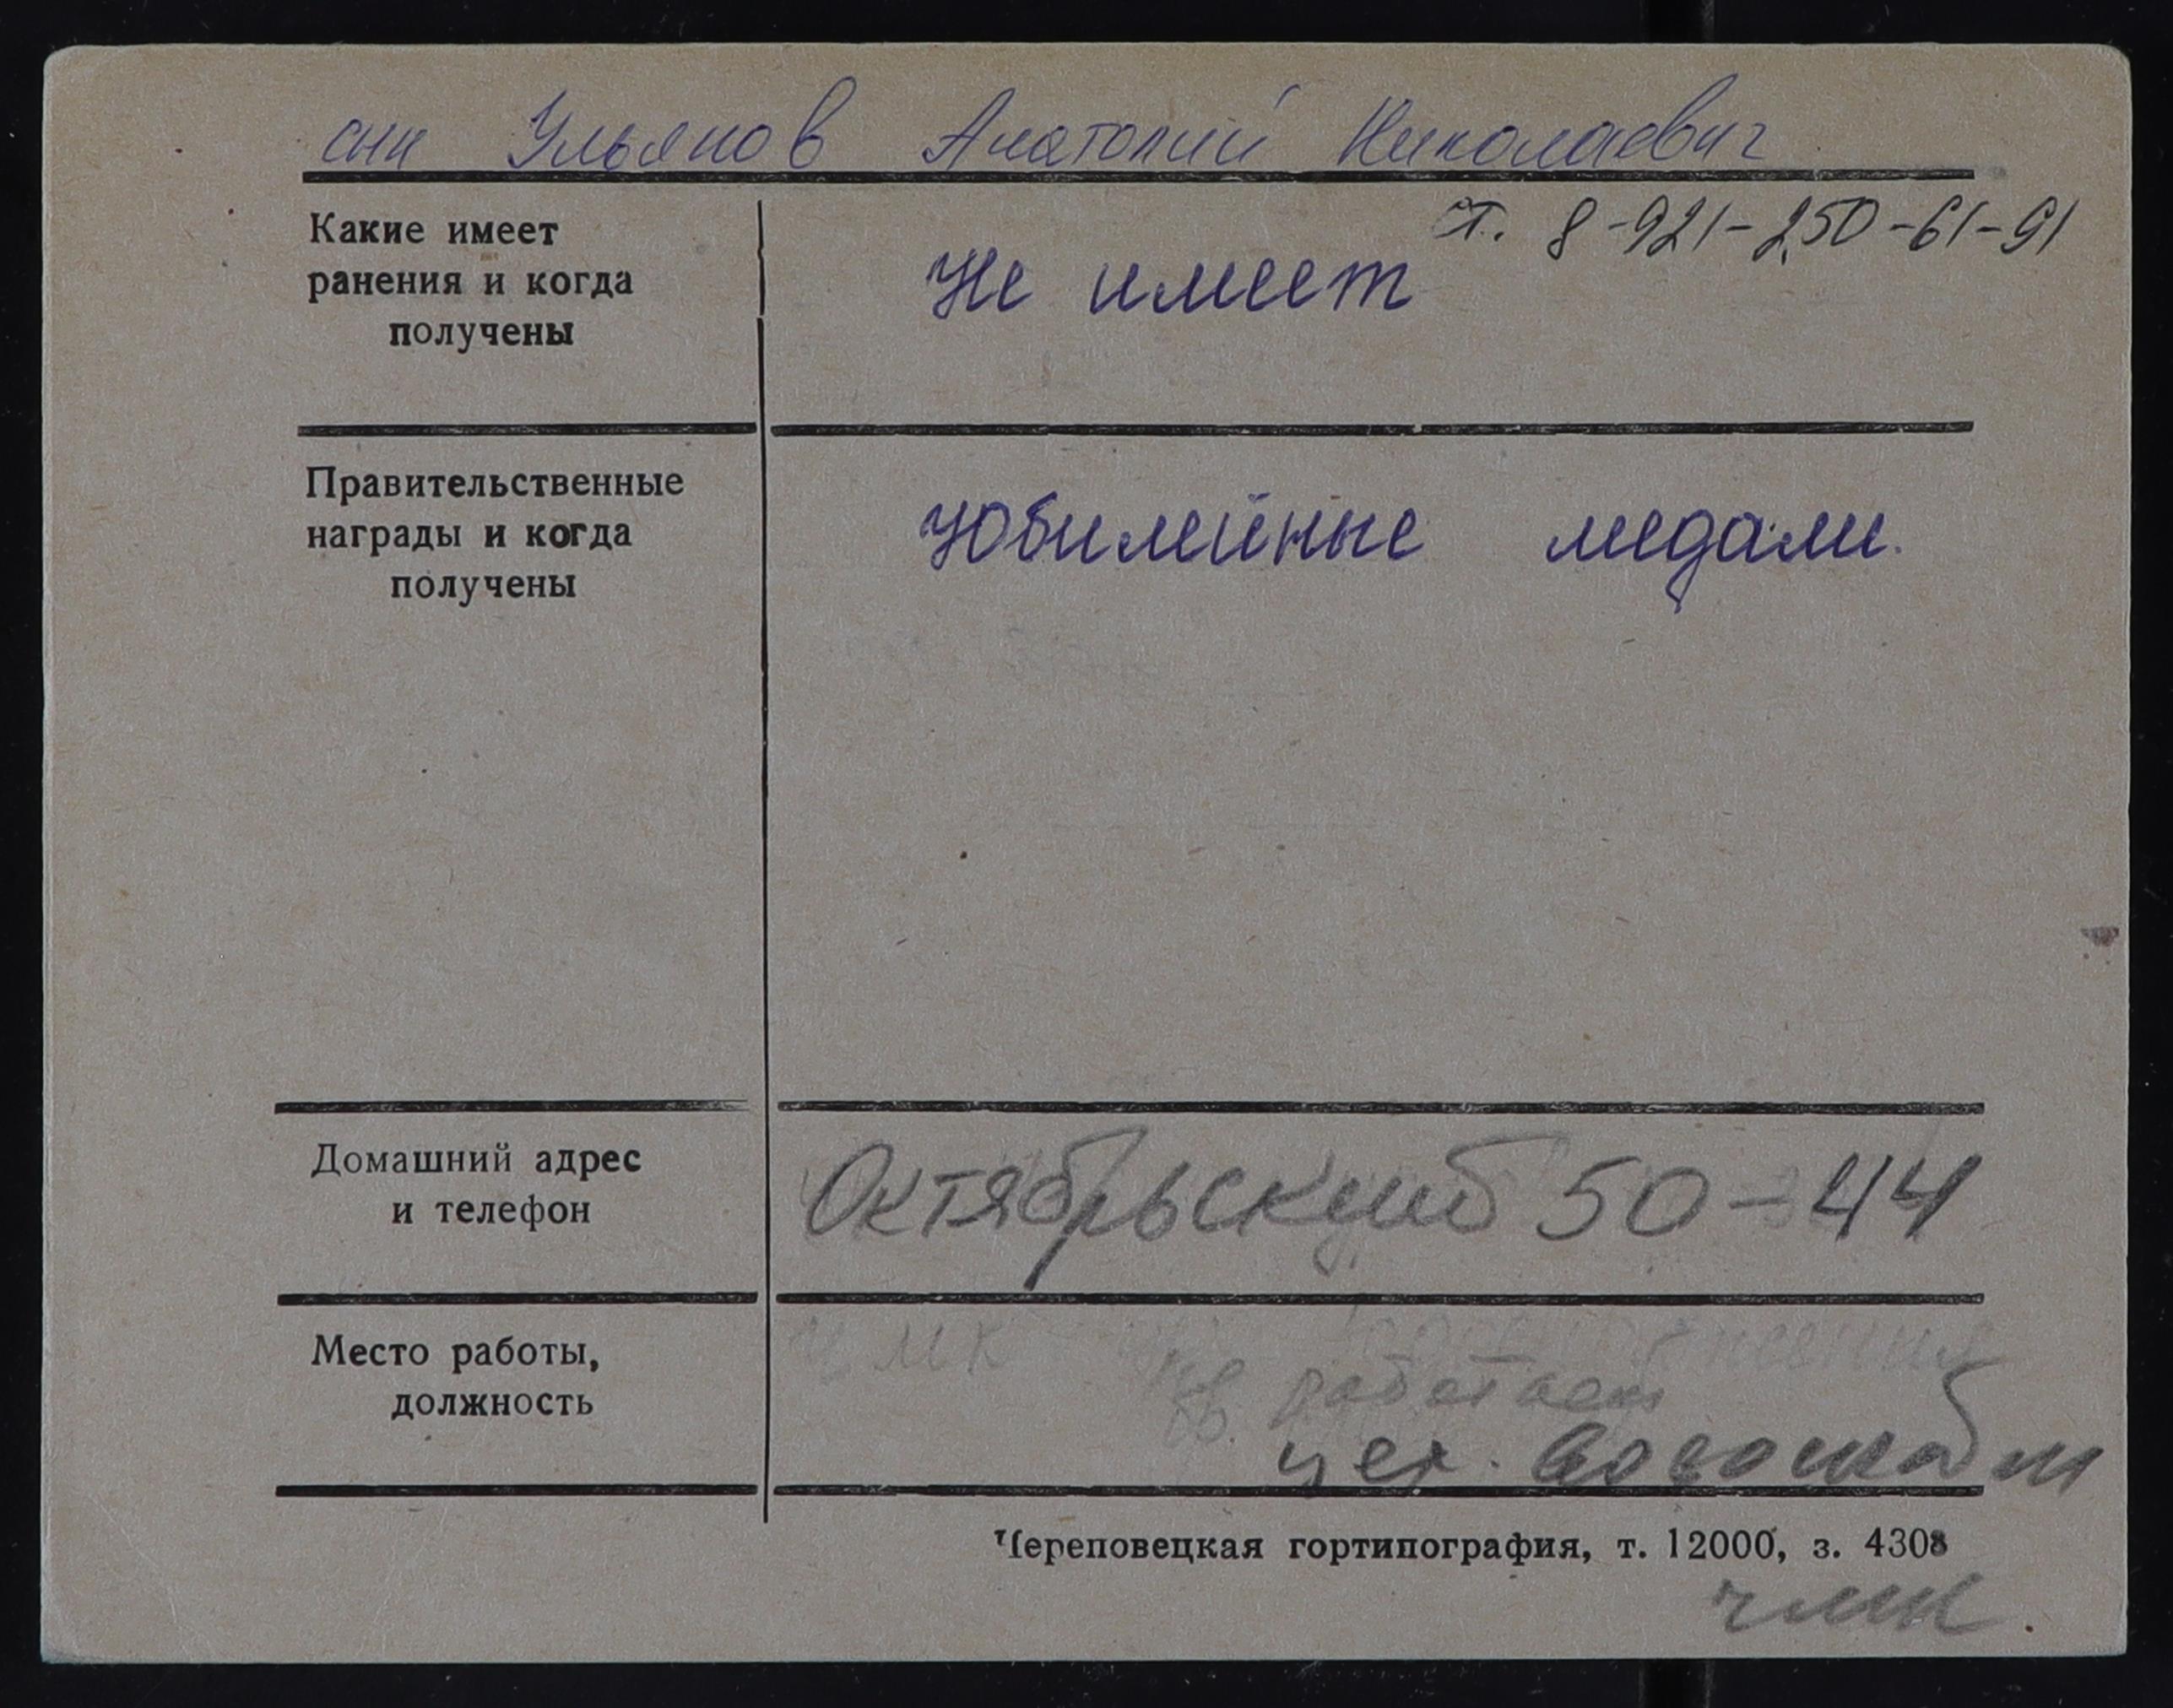 сын Ульянов Анатолий Николаевич
т. 8-921-250-61-91
Какие имеет
ранения и когда
получены
Не имеет
Правительственные
награды и когда
получены
Юбилейные медали.
Домашний адрес
и телефон
Октябрьский 50-44
Место работы,
должность
работает
цех.
Череповецкая гортипография, т. 12000, з. 4308
чмк